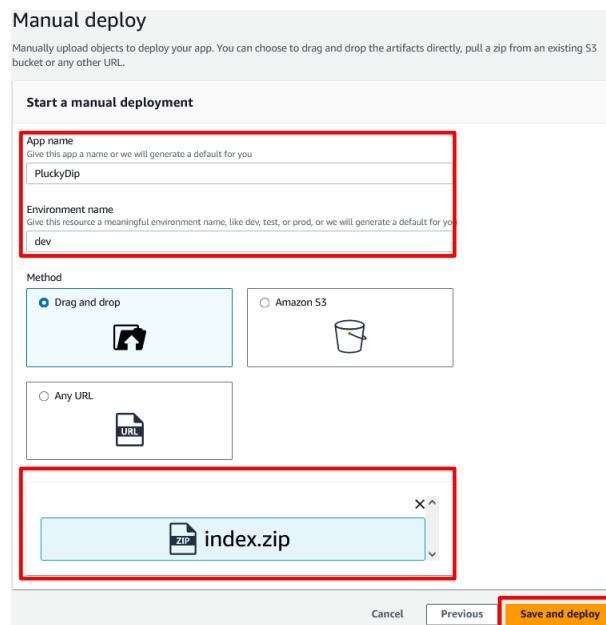 Manual deploy
Manually upload objects to deploy your app. You can choose to drag and drop the artifacts directly, pull a zip from an existing S3
bucket or any other URL.
Start a manual deployment
App name
Give this app a name or we will generate a default for you
PluckyDip
Environment name
Give this resource a meaningful environment name, like dev, test, or prod, or we will generate a default for you
dev
Method
Drag and drop
Amazon S3
Any URL
URL
ZIP index.zip
Cancel Previous Save and deploy